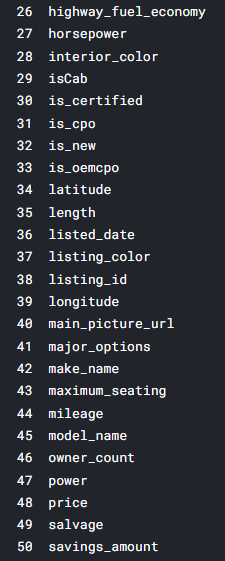 26 highway_fuel_economy
27 horsepower
28 interior_color
29 isCab
30 is_certified
31 is_cpo
32 is_new
33 is_oemcpo
34 latitude
35 length
36 listed_date
37 listing_color
38 listing_id
39 longitude
40 main_picture_url
41 major_options
42 make_name
43 maximum_seating
44 mileage
45 model_name
46 owner_count
47 power
48 price
49 salvage
50 savings_amount